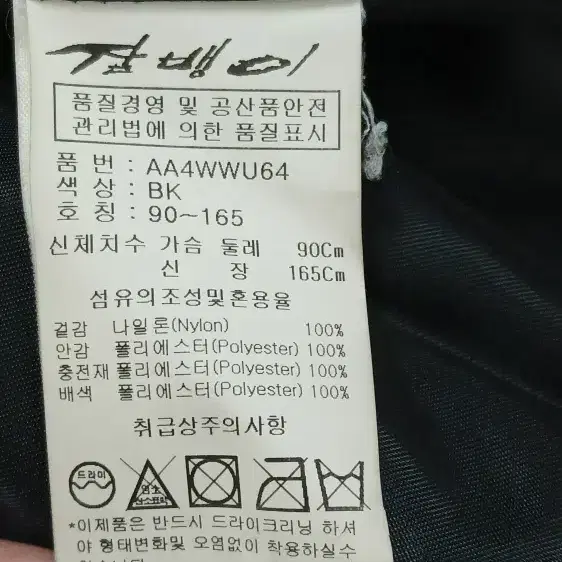 품질경영 및 공산품안전
관리법에 의한 품질표시
품 번 : AA4WWU64
색 상 : BK
호 칭 : 90~165
신체치수 가슴 둘레 90Cm
신 장 165Cm
섬유의조성및혼용율
겉감 나일론(Nylon) 100%
안감 폴리에스터(Polyester) 100%
충전재 폴리에스터(Polyester) 100%
배색 폴리에스터(Polyester) 100%
취급상주의사항
드라이
염소
산소표백
*이제품은 반드시 드라이크리닝 하셔
야 형태변화및 오염없이 착용하실수